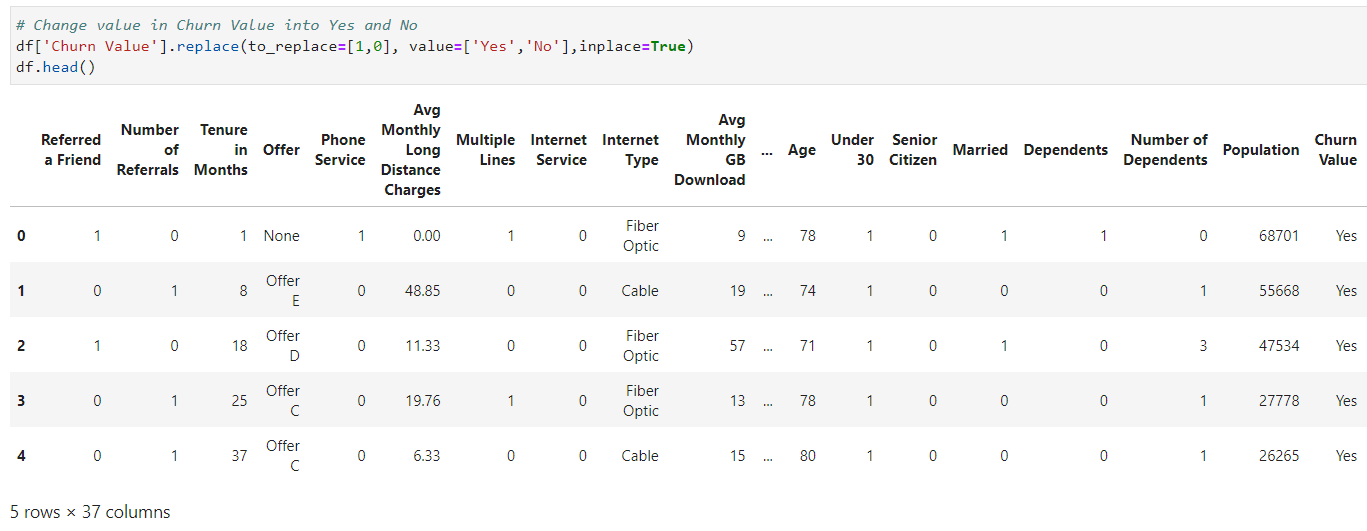 # Change value in Churn Value into Yes and No
df['Churn Value'].replace(to_replace=[1,0], value=['Yes','No'],inplace=True)
df.head()
Referred a Friend Number of Referrals Tenure in Months Offer Phone Service Avg Monthly Long Distance Charges Multiple Lines Internet Service Internet Type Avg Monthly GB Download ... Age Under 30 Senior Citizen Married Dependents Number of Dependents Population Churn Value
0 1 0 1 None 1 0.00 1 0 Fiber Optic 9 ... 78 1 0 1 1 0 68701 Yes
1 0 1 8 Offer E 0 48.85 0 0 Cable 19 ... 74 1 0 0 0 1 55668 Yes
2 1 0 18 Offer D 0 11.33 0 0 Fiber Optic 57 ... 71 1 0 1 0 3 47534 Yes
3 0 1 25 Offer C 0 19.76 1 0 Fiber Optic 13 ... 78 1 0 0 0 1 27778 Yes
4 0 1 37 Offer C 0 6.33 0 0 Cable 15 ... 80 1 0 0 0 1 26265 Yes
5 rows × 37 columns